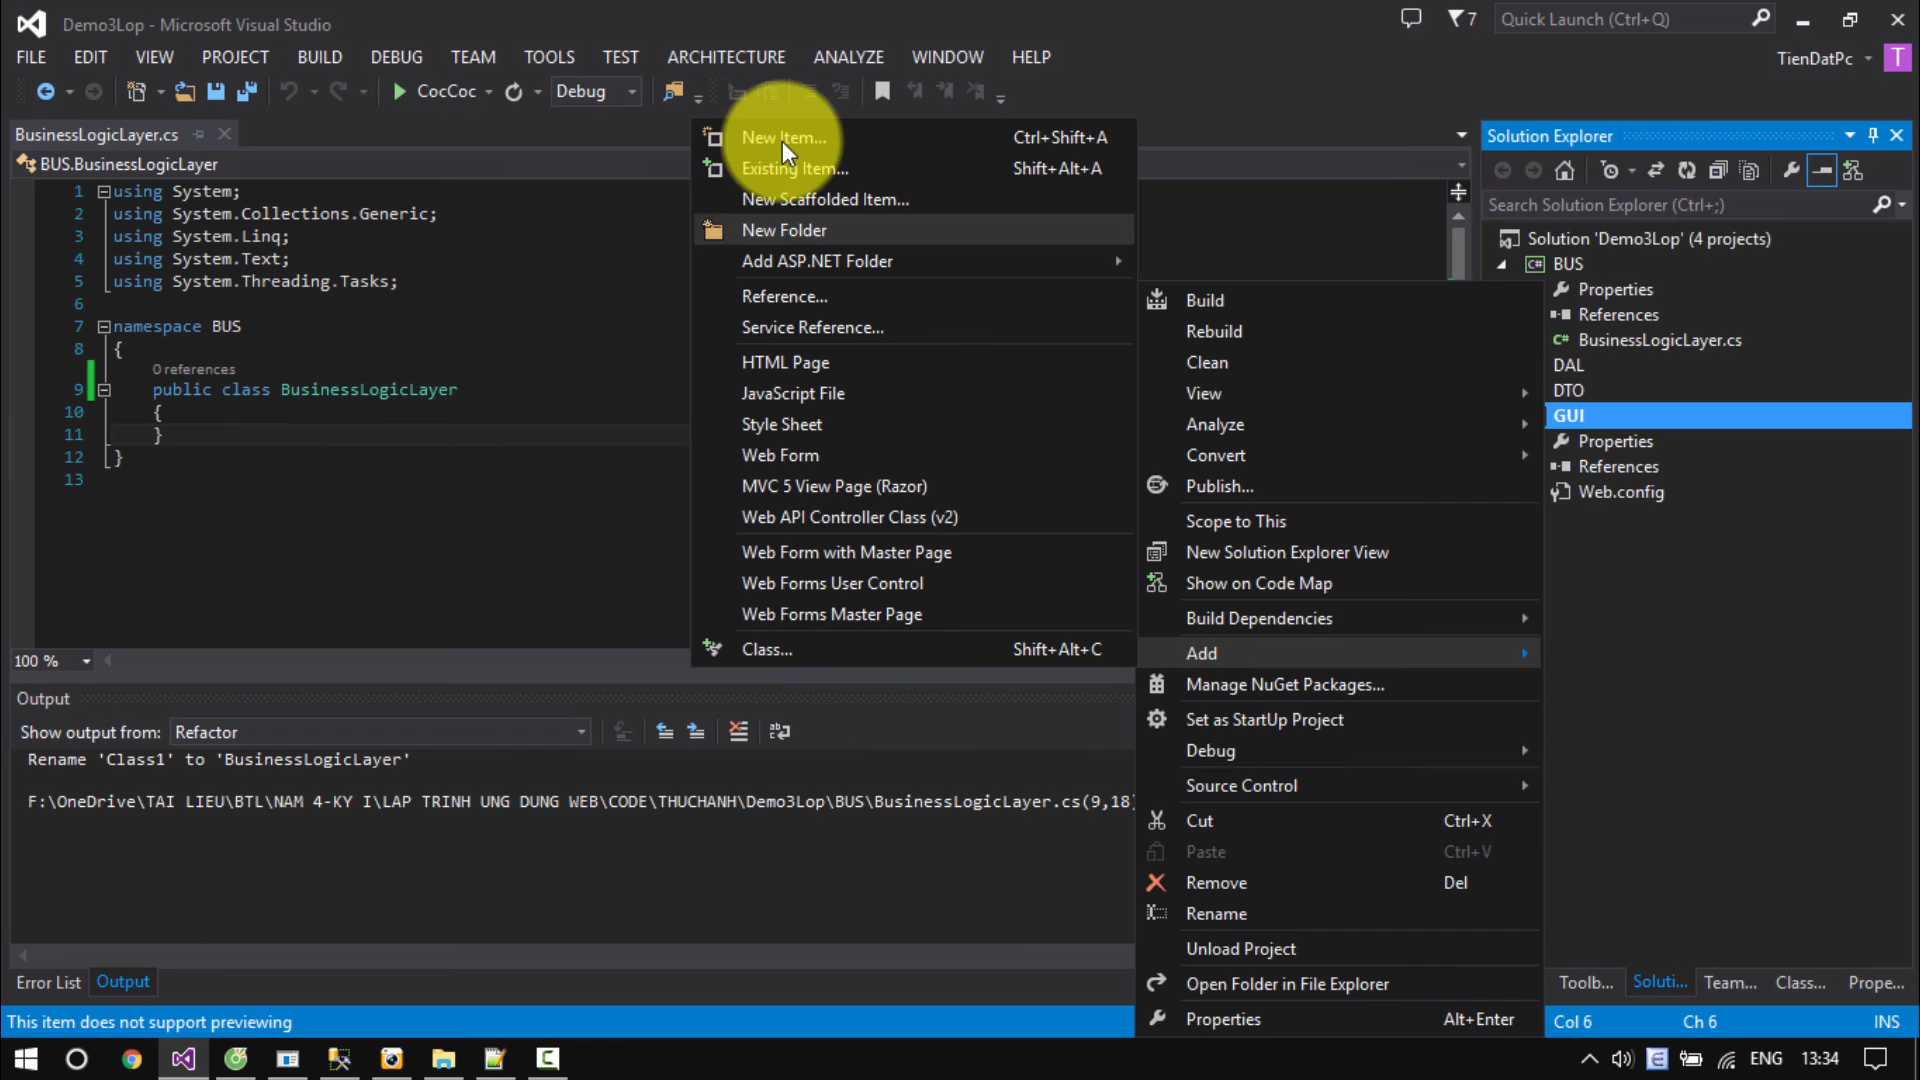 Demo3Lop - Microsoft Visual Studio
7
Quick Launch (Ctrl+Q)
FILE EDIT VIEW PROJECT BUILD DEBUG TEAM TOOLS TEST ARCHITECTURE ANALYZE WINDOW HELP
TienDatPc
T
CocCoc
Debug
BusinessLogicLayer.cs
BUS.BusinessLogicLayer
1 using System;
2 using System.Collections.Generic;
3 using System.Linq;
4 using System.Text;
5 using System.Threading.Tasks;
6
7 namespace BUS
8 {
0 references
9 public class BusinessLogicLayer
10 {
11 }
12 }
13
100 %
New Item... Ctrl+Shift+A
Existing Item... Shift+Alt+A
New Scaffolded Item...
New Folder
Add ASP.NET Folder
Reference...
Service Reference...
HTML Page
JavaScript File
Style Sheet
Web Form
MVC 5 View Page (Razor)
Web API Controller Class (v2)
Web Form with Master Page
Web Forms User Control
Web Forms Master Page
Class... Shift+Alt+C
Build
Rebuild
Clean
View
Analyze
Convert
Publish...
Scope to This
New Solution Explorer View
Show on Code Map
Build Dependencies
Add
Manage NuGet Packages...
Set as StartUp Project
Debug
Source Control
Cut Ctrl+X
Paste Ctrl+V
Remove Del
Rename
Unload Project
Open Folder in File Explorer
Properties Alt+Enter
Solution Explorer
Search Solution Explorer (Ctrl+;)
Solution 'Demo3Lop' (4 projects)
C# BUS
Properties
References
C# BusinessLogicLayer.cs
DAL
DTO
GUI
Properties
References
Web.config
Output
Show output from: Refactor
Rename 'Class1' to 'BusinessLogicLayer'
F:\OneDrive\TAI LIEU\BTL\NAM 4-KY I\LAP TRINH UNG DUNG WEB\CODE\THUCHANH\Demo3Lop\BUS\BusinessLogicLayer.cs(9,18)
Error List Output
Toolb... Soluti... Team... Class... Prope...
This item does not support previewing
Col 6 Ch 6 INS
ENG 13:34